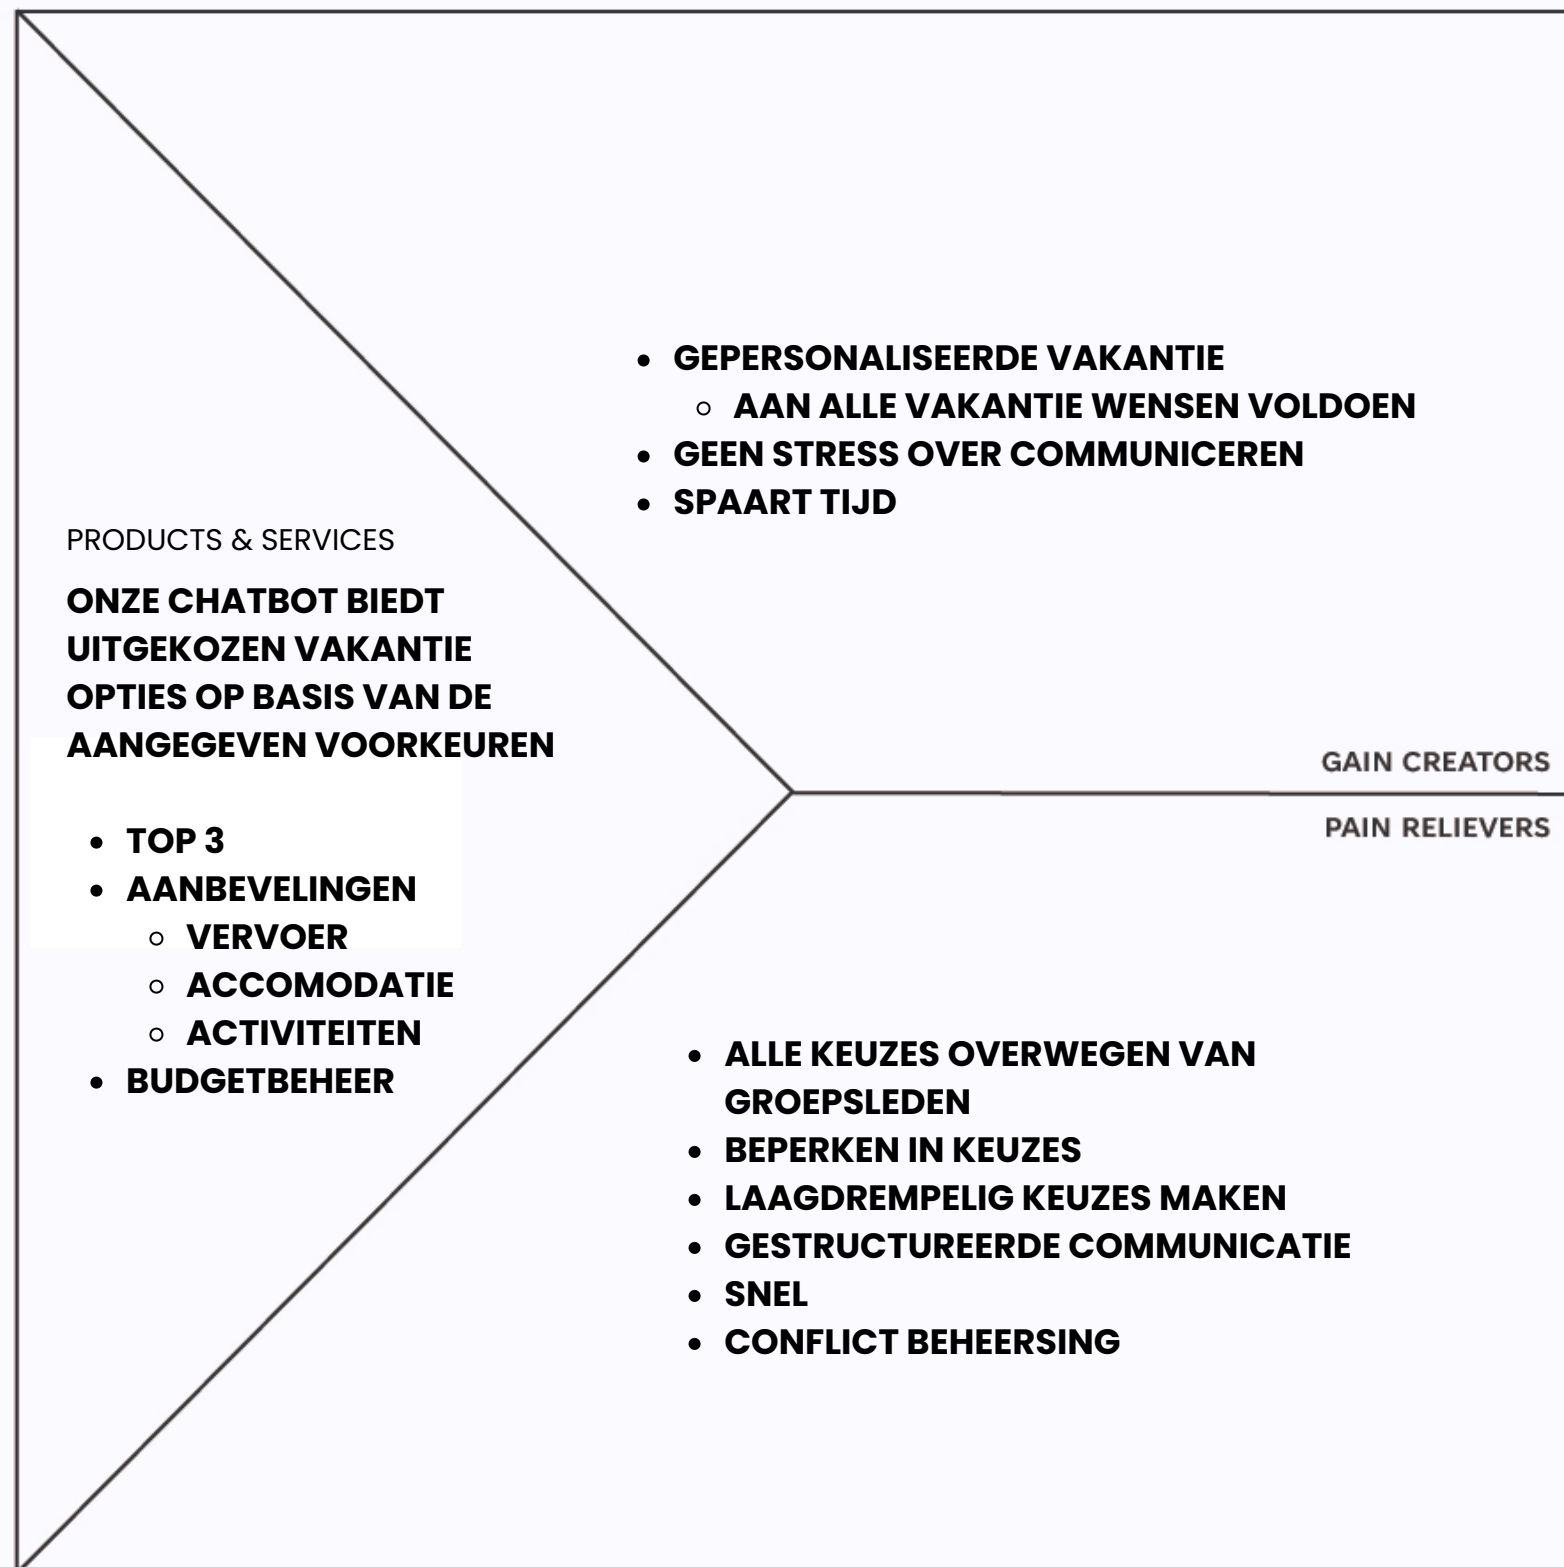 GEPERSONALISEERDE VAKANTIE
AAN ALLE VAKANTIE WENSEN VOLDOEN
GEEN STRESS OVER COMMUNICEREN
SPAART TIJD
PRODUCTS & SERVICES
ONZE CHATBOT BIEDT
UITGEKOZEN VAKANTIE
OPTIES OP BASIS VAN DE
AANGEGEVEN VOORKEUREN
TOP 3
AANBEVELINGEN
VERVOER
ACCOMODATIE
ACTIVITEITEN
BUDGETBEHEER
GAIN CREATORS
PAIN RELIEVERS
ALLE KEUZES OVERWEGEN VAN
GROEPSLEDEN
BEPERKEN IN KEUZES
LAAGDREMPELIG KEUZES MAKEN
GESTRUCTUREERDE COMMUNICATIE
SNEL
CONFLICT BEHEERSING